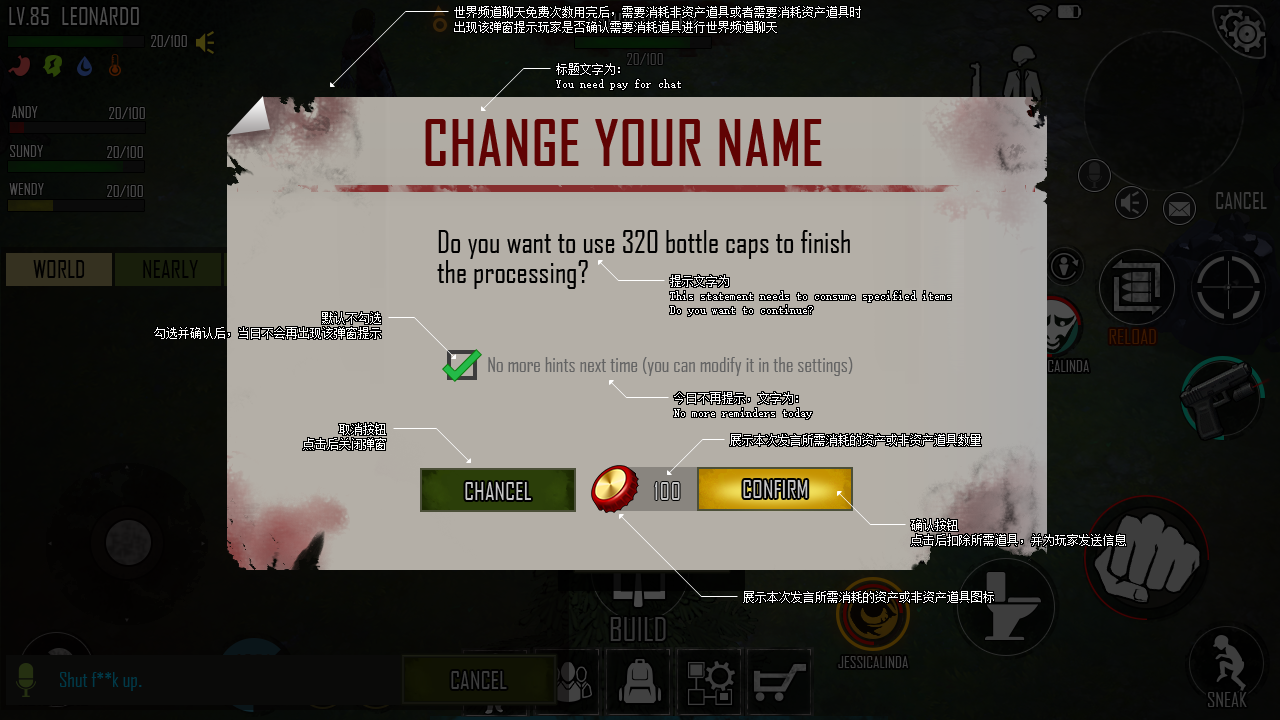 LV.85 LEONARDO
世界频道聊天免费次数用完后，需要消耗非资产道具或者需要消耗资产道具时
出现该弹窗提示玩家是否确认需要消耗道具进行世界频道聊天
20/100
20/100
标题文字为：
You need pay for chat
ANDY 20/100
CHANGE YOUR NAME
SUNDY 20/100
WENDY 20/100
CANCEL
Do you want to use 320 bottle caps to finish
the processing?
WORLD NEARLY
提示文字为
This statement needs to consume specified items
Do you want to continue?
默认不勾选
勾选并确认后，当日不会再出现该弹窗提示
RELOAD
No more hints next time (you can modify it in the settings)
CALINDA
今日不再提示，文字为：
No more reminders today
取消按钮
点击后关闭弹窗
展示本次发言所需消耗的资产或非资产道具数量
CHANCEL
100
CONFIRM
确认按钮
点击后扣除所需道具，并为玩家发送信息
展示本次发言所需消耗的资产或非资产道具图标
BUILD
JESSICALINDA
Shut f**k up.
CANCEL
SNEAK